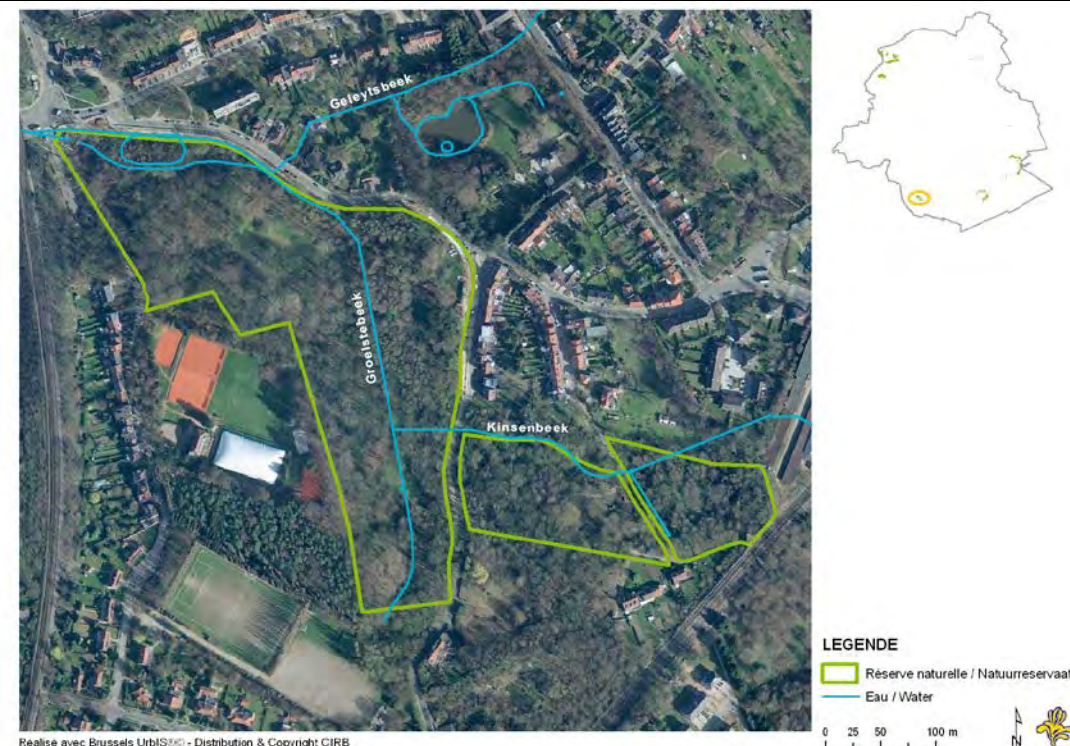 Geleytsbeek
Groelstebeek
Kinsenbeek
LEGENDE
Réserve naturelle / Natuurreservaat
Eau / Water
0 25 50 100 m
N
Réalisé avec Brussels UrbIS®© - Distribution & Copyright CIRB